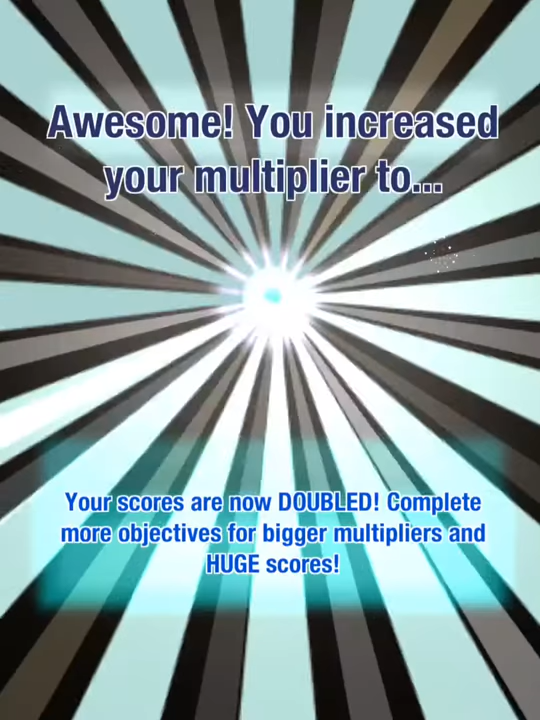 Awesome! You increased
your multiplier to...
Your scores are now DOUBLED! Complete
more objectives for bigger multipliers and
HUGE scores!